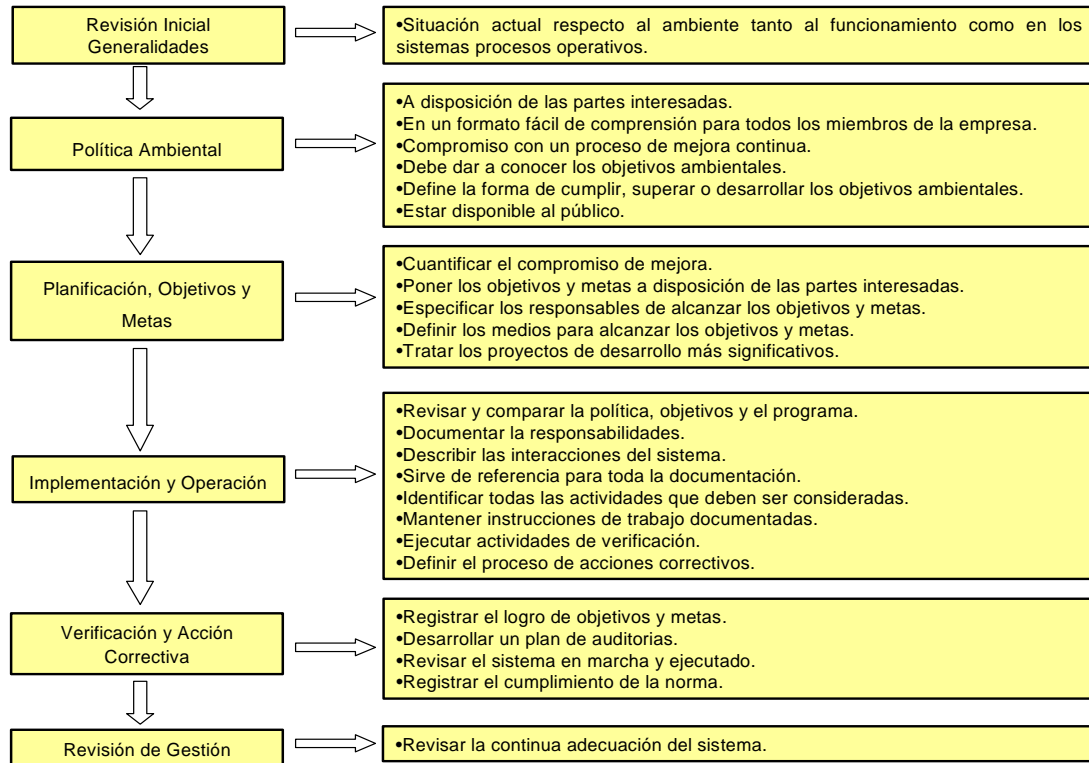 Revisión Inicial
Generalidades
•Situación actual respecto al ambiente tanto al funcionamiento como en los
sistemas procesos operativos.
Política Ambiental
•A disposición de las partes interesadas.
•En un formato fácil de comprensión para todos los miembros de la empresa.
•Compromiso con un proceso de mejora continua.
•Debe dar a conocer los objetivos ambientales.
•Define la forma de cumplir, superar o desarrollar los objetivos ambientales.
•Estar disponible al público.
Planificación, Objetivos y
Metas
•Cuantificar el compromiso de mejora.
•Poner los objetivos y metas a disposición de las partes interesadas.
•Especificar los responsables de alcanzar los objetivos y metas.
•Definir los medios para alcanzar los objetivos y metas.
•Tratar los proyectos de desarrollo más significativos.
Implementación y Operación
•Revisar y comparar la política, objetivos y el programa.
•Documentar la responsabilidades.
•Describir las interacciones del sistema.
•Sirve de referencia para toda la documentación.
•Identificar todas las actividades que deben ser consideradas.
•Mantener instrucciones de trabajo documentadas.
•Ejecutar actividades de verificación.
•Definir el proceso de acciones correctivos.
Verificación y Acción
Correctiva
•Registrar el logro de objetivos y metas.
•Desarrollar un plan de auditorias.
•Revisar el sistema en marcha y ejecutado.
•Registrar el cumplimiento de la norma.
Revisión de Gestión
•Revisar la continua adecuación del sistema.